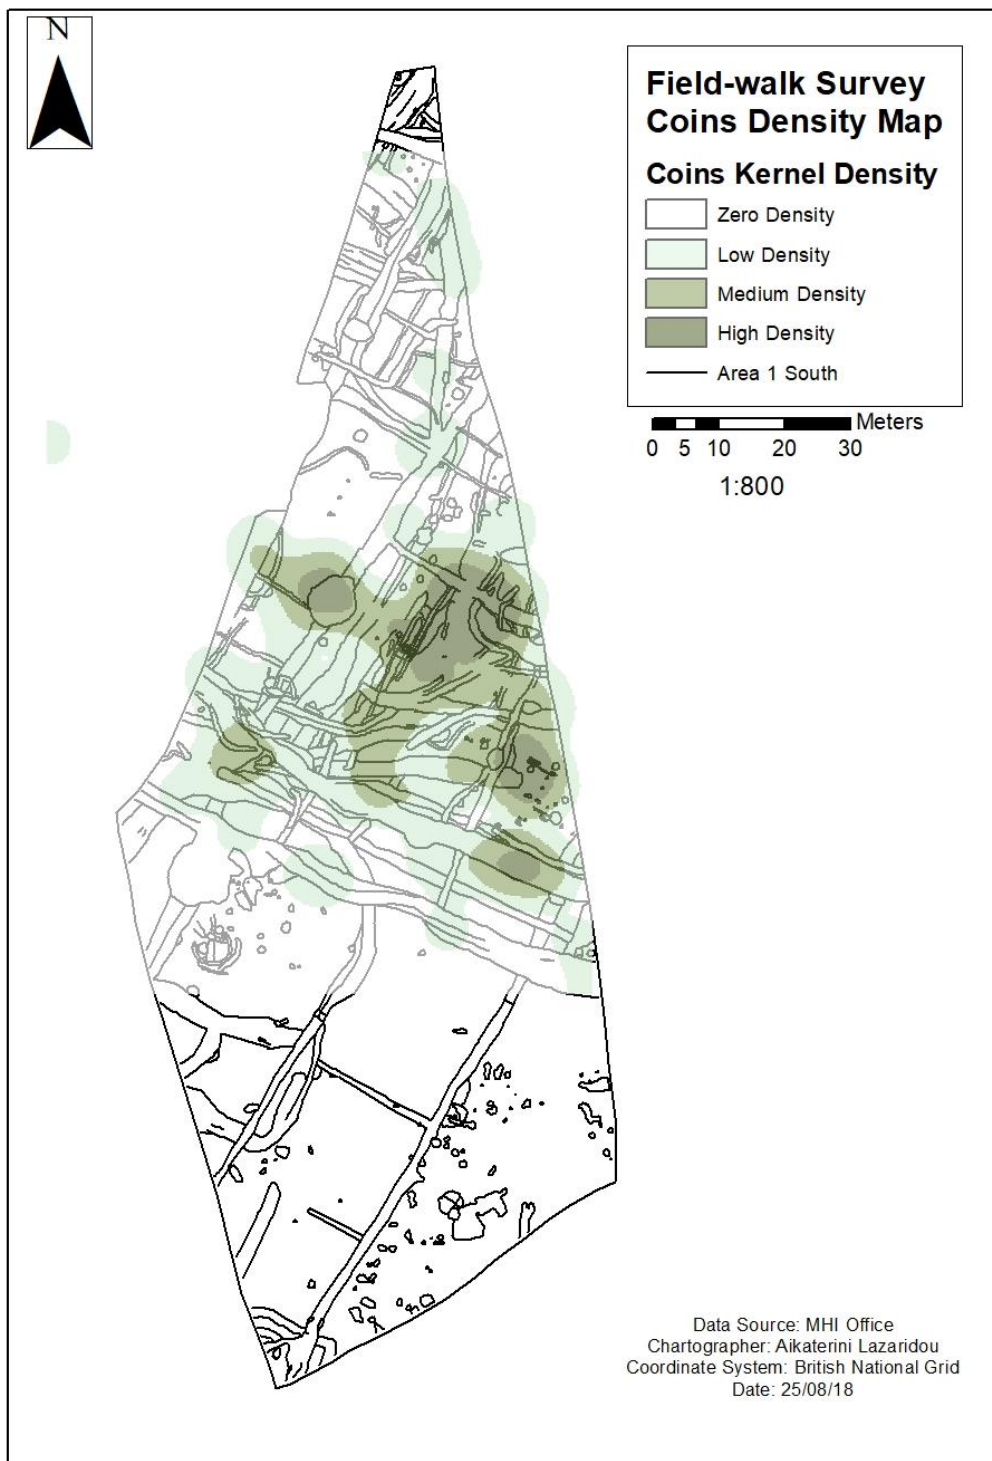 N
Field-walk Survey
Coins Density Map
Coins Kernel Density
Zero Density
Low Density
Medium Density
High Density
Area 1 South
Meters
0 5 10 20 30
1:800
Data Source: MHI Office
Chartographer: Aikaterini Lazaridou
Coordinate System: British National Grid
Date: 25/08/18